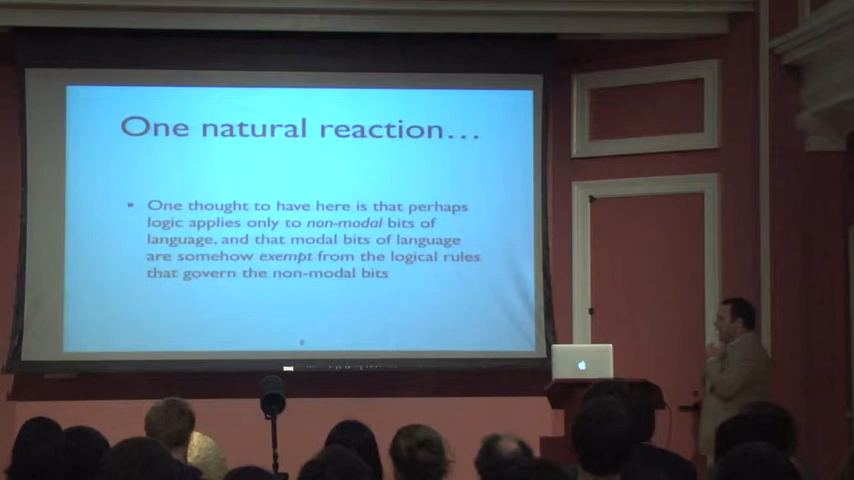 One natural reaction...
▪ One thought to have here is that perhaps
logic applies only to non-modal bits of
language, and that modal bits of language
are somehow exempt from the logical rules
that govern the non-modal bits